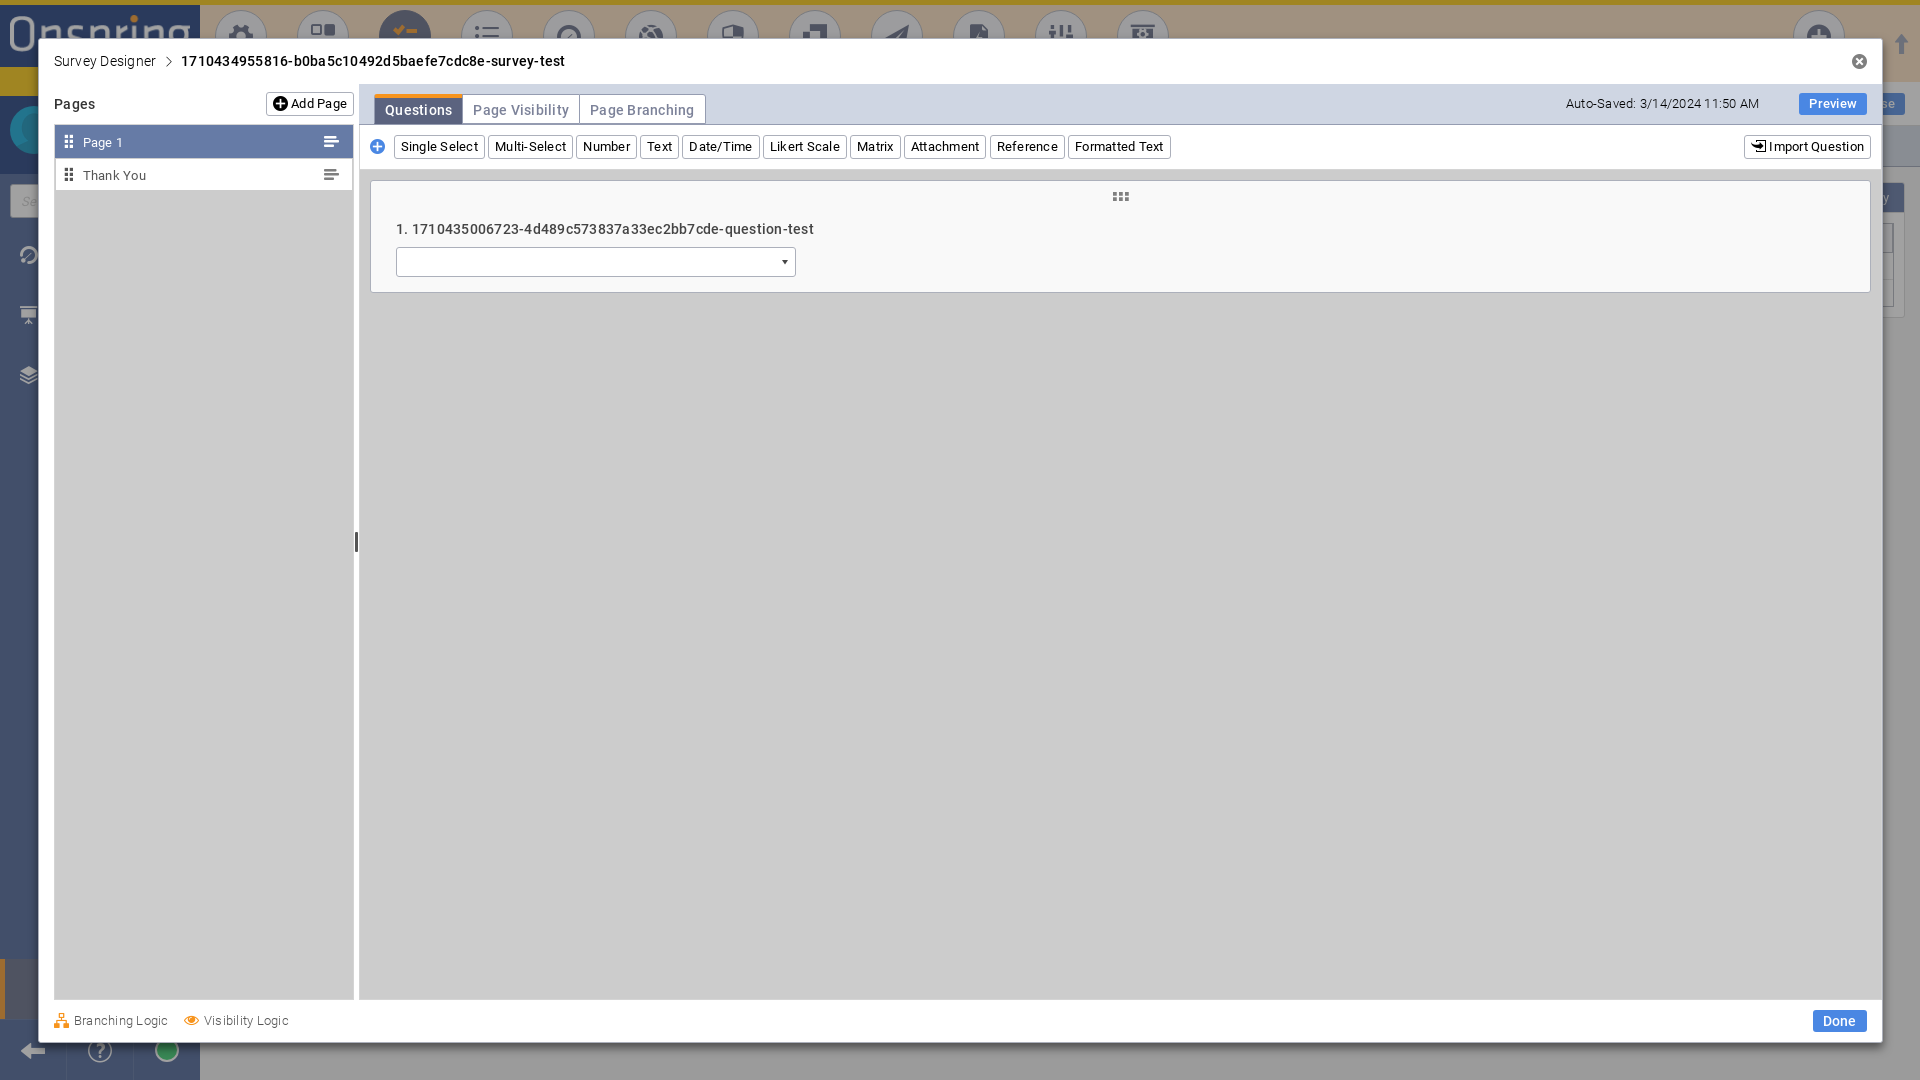 Onspring
Survey Designer > 1710434955816-b0ba5c10492d5baefe7cdc8e-survey-test
Pages
Add Page
Questions
Page Visibility
Page Branching
Auto-Saved: 3/14/2024 11:50 AM
Preview
Page 1
Thank You
Single Select
Multi-Select
Number
Text
Date/Time
Likert Scale
Matrix
Attachment
Reference
Formatted Text
Import Question
1. 1710435006723-4d489c573837a33ec2bb7cde-question-test
Branching Logic
Visibility Logic
Done